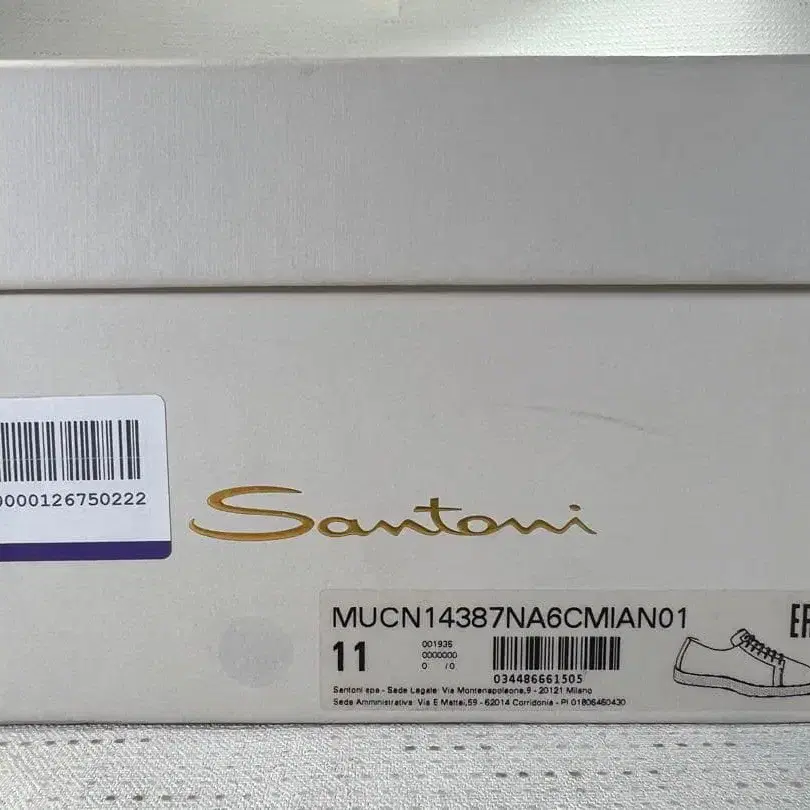 0000126750222
Santoni
MUCN14387NA6CMIAN01
11
001935
0000000
0 /0
034486661505
Santoni spa - Sede Legale: Via Montenapoleone,9 - 20121 Milano
Sede Amministrativa: Via E Mattei,59 - 62014 Corridonia - PI 01806460430